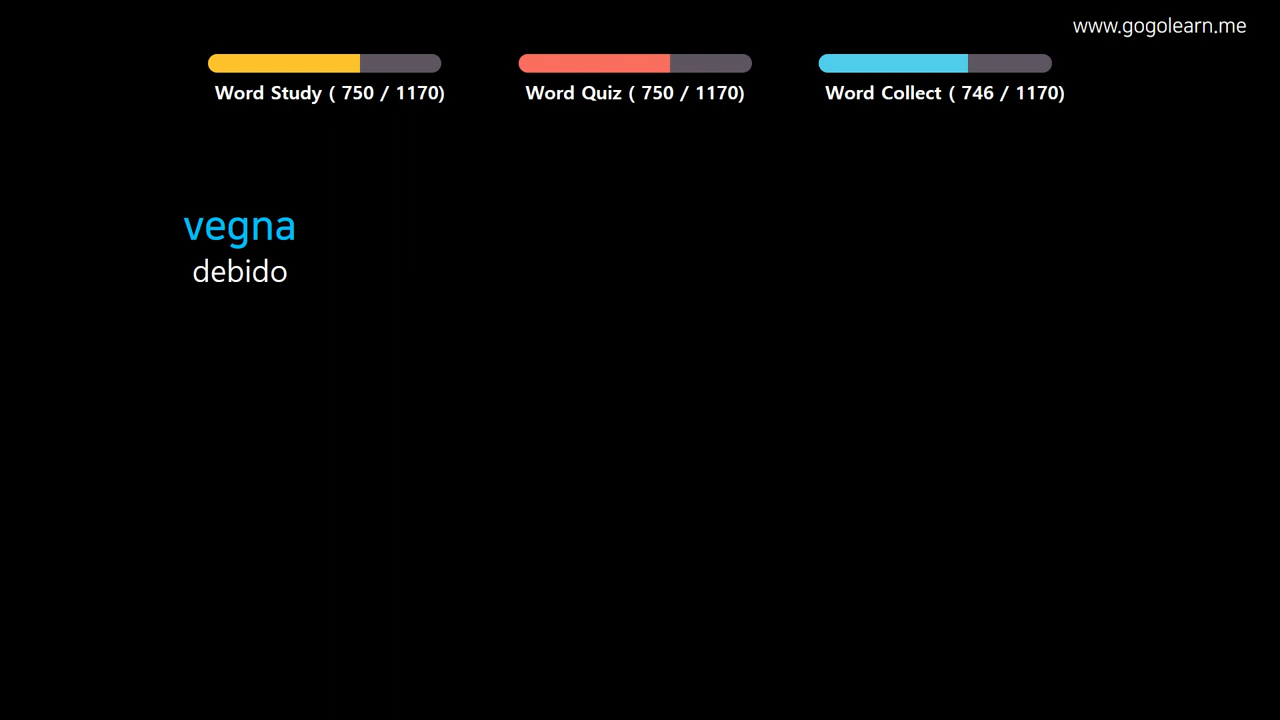 www.gogolearn.me
Word Study ( 750 / 1170)
Word Quiz ( 750 / 1170)
Word Collect ( 746 / 1170)
vegna
debido